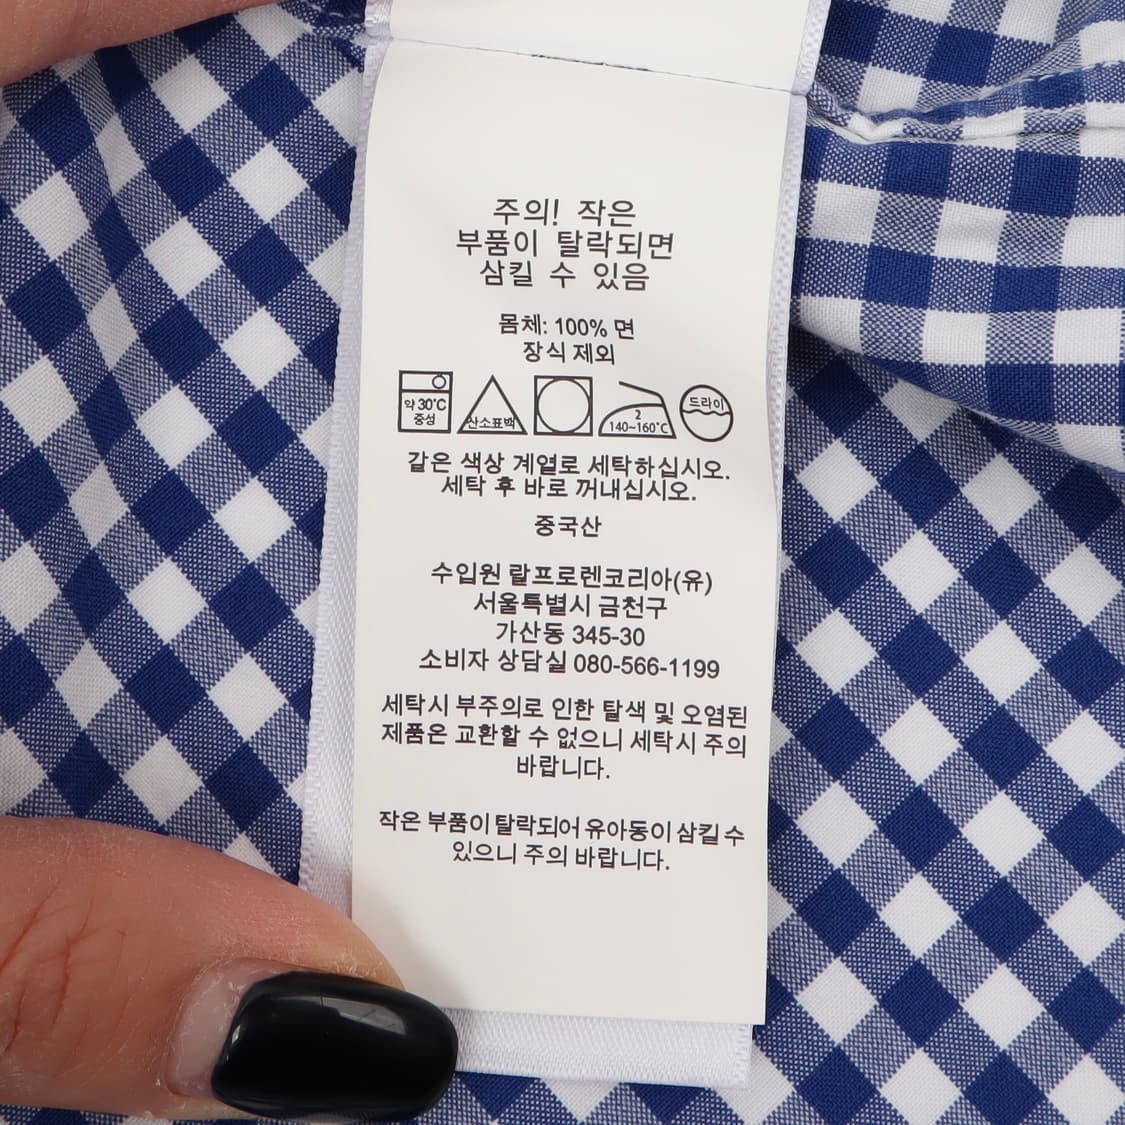 주의! 작은
부품이 탈락되면
삼킬 수 있음
몸체: 100% 면
장식 제외
약 30°C
중성
산소표백
2
140~160°C
드라이
같은 색상 계열로 세탁하십시오.
세탁 후 바로 꺼내십시오.
중국산
수입원 랄프로렌코리아(유)
서울특별시 금천구
가산동 345-30
소비자 상담실 080-566-1199
세탁시 부주의로 인한 탈색 및 오염된
제품은 교환할 수 없으니 세탁시 주의
바랍니다.
작은 부품이 탈락되어 유아동이 삼킬 수
있으니 주의 바랍니다.